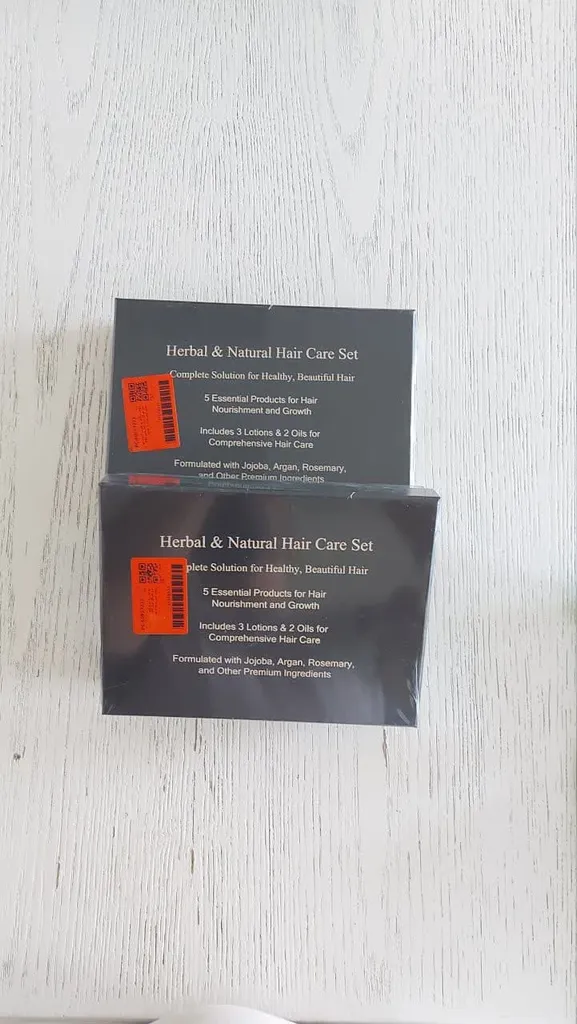 Herbal & Natural Hair Care Set
Complete Solution for Healthy, Beautiful Hair
5 Essential Products for Hair
Nourishment and Growth
Includes 3 Lotions & 2 Oils for
Comprehensive Hair Care
Formulated with Jojoba, Argan, Rosemary,
and Other Premium Ingredients
Herbal & Natural Hair Care Set
plete Solution for Healthy, Beautiful Hair
5 Essential Products for Hair
Nourishment and Growth
Includes 3 Lotions & 2 Oils for
Comprehensive Hair Care
Formulated with Jojoba, Argan, Rosemary,
and Other Premium Ingredients